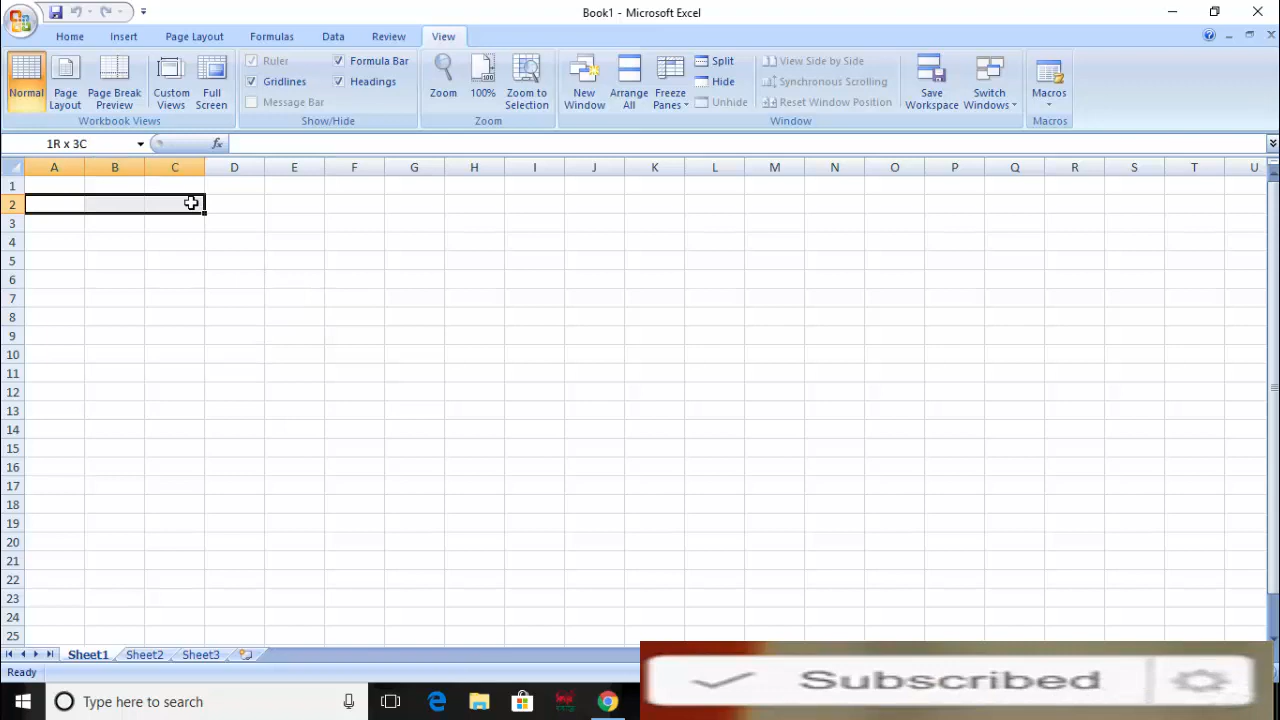 Book1 - Microsoft Excel
Home Insert Page Layout Formulas Data Review View
Normal Page Layout Page Break Preview Custom Views Full Screen
Workbook Views
Ruler Formula Bar
Gridlines Headings
Message Bar
Show/Hide
Zoom 100% Zoom to Selection
Zoom
New Window Arrange All Freeze Panes Split Hide Unhide
View Side by Side
Synchronous Scrolling
Reset Window Position
Save Workspace Switch Windows
Window
Macros
Macros
1R x 3C fx
A B C D E F G H I J K L M N O P Q R S T U
1
2
3
4
5
6
7
8
9
10
11
12
13
14
15
16
17
18
19
20
21
22
23
24
25
Sheet1 Sheet2 Sheet3
Ready
Subscribed
Type here to search